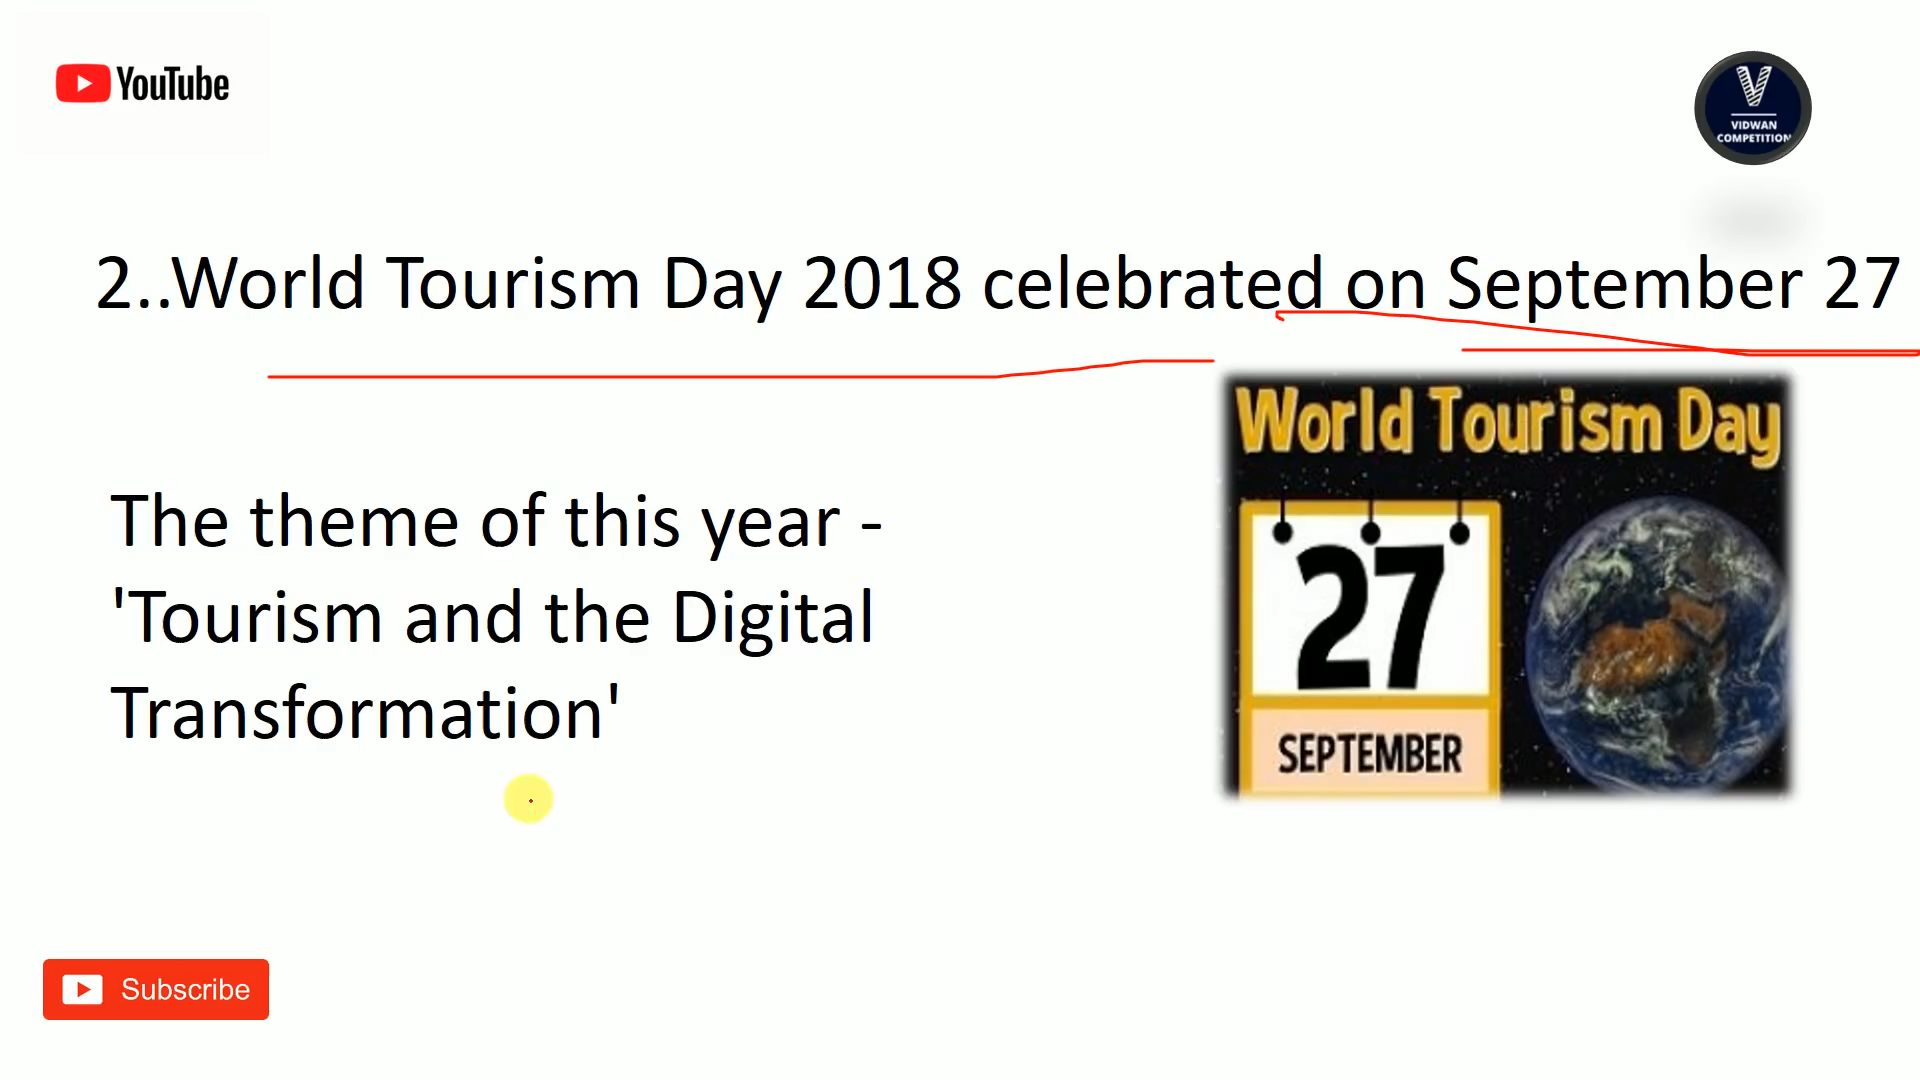 YouTube
V
VIDWAN
COMPETITION
2..World Tourism Day 2018 celebrated on September 27
World Tourism Day
27
SEPTEMBER
The theme of this year -
'Tourism and the Digital
Transformation'
Subscribe